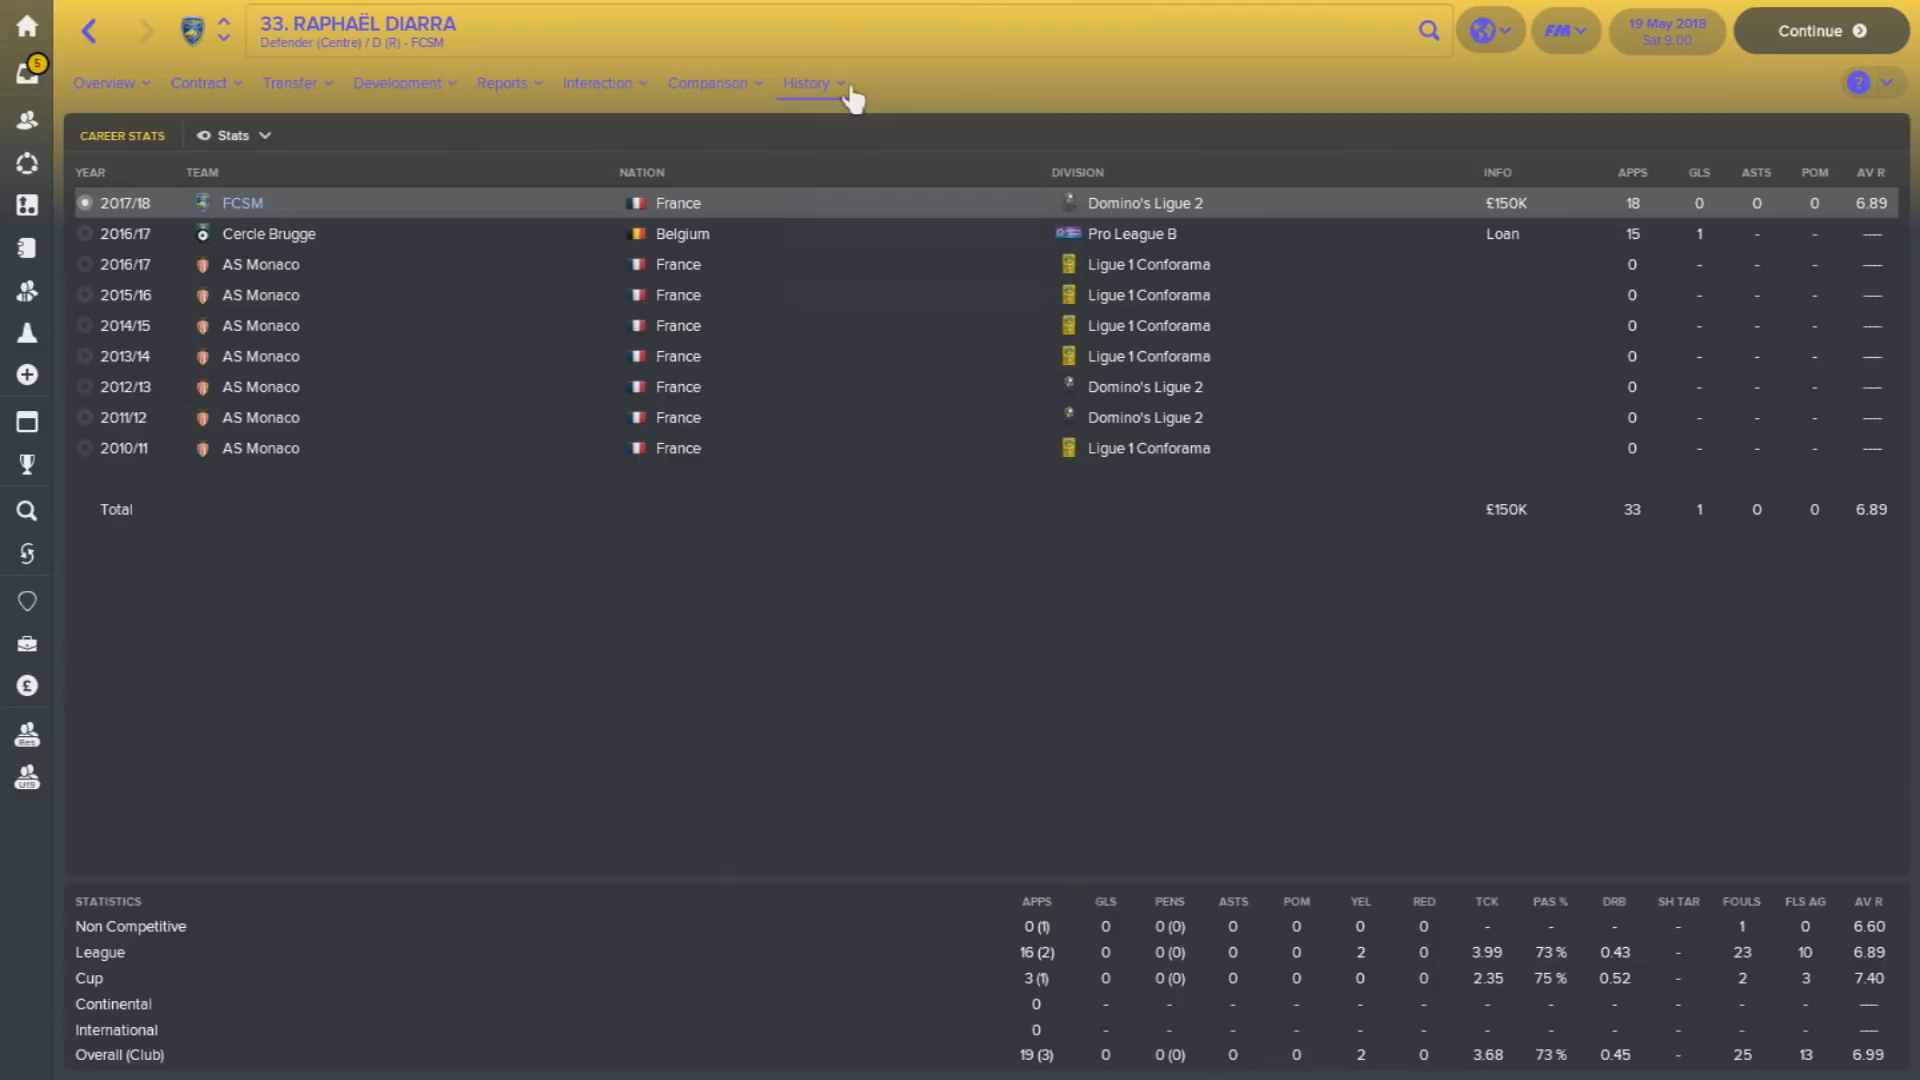 33. RAPHAËL DIARRA
Defender (Centre) / D (R) - FCSM
FM
19 May 2018
Sat 9:00
Continue
5
Overview Contract Transfer Development Reports Interaction Comparison History
?
CAREER STATS Stats
YEAR TEAM NATION DIVISION INFO APPS GLS ASTS POM AV R
2017/18 FCSM France Domino's Ligue 2 £150K 18 0 0 0 6.89
2016/17 Cercle Brugge Belgium Pro League B Loan 15 1 - - ---
2016/17 AS Monaco France Ligue 1 Conforama 0 - - - ---
2015/16 AS Monaco France Ligue 1 Conforama 0 - - - ---
2014/15 AS Monaco France Ligue 1 Conforama 0 - - - ---
2013/14 AS Monaco France Ligue 1 Conforama 0 - - - ---
2012/13 AS Monaco France Domino's Ligue 2 0 - - - ---
2011/12 AS Monaco France Domino's Ligue 2 0 - - - ---
2010/11 AS Monaco France Ligue 1 Conforama 0 - - - ---
Total £150K 33 1 0 0 6.89
Res
U19
STATISTICS APPS GLS PENS ASTS POM YEL RED TCK PAS % DRB SH TAR FOULS FLS AG AV R
Non Competitive 0 (1) 0 0 (0) 0 0 0 0 - - - - 1 0 6.60
League 16 (2) 0 0 (0) 0 0 2 0 3.99 73 % 0.43 - 23 10 6.89
Cup 3 (1) 0 0 (0) 0 0 0 0 2.35 75 % 0.52 - 2 3 7.40
Continental 0 - - - - - - - - - - - - ---
International 0 - - - - - - - - - - - - ---
Overall (Club) 19 (3) 0 0 (0) 0 0 2 0 3.68 73 % 0.45 - 25 13 6.99